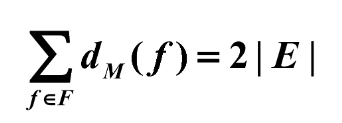 ∑ d_M(f) = 2|E|
f∈F